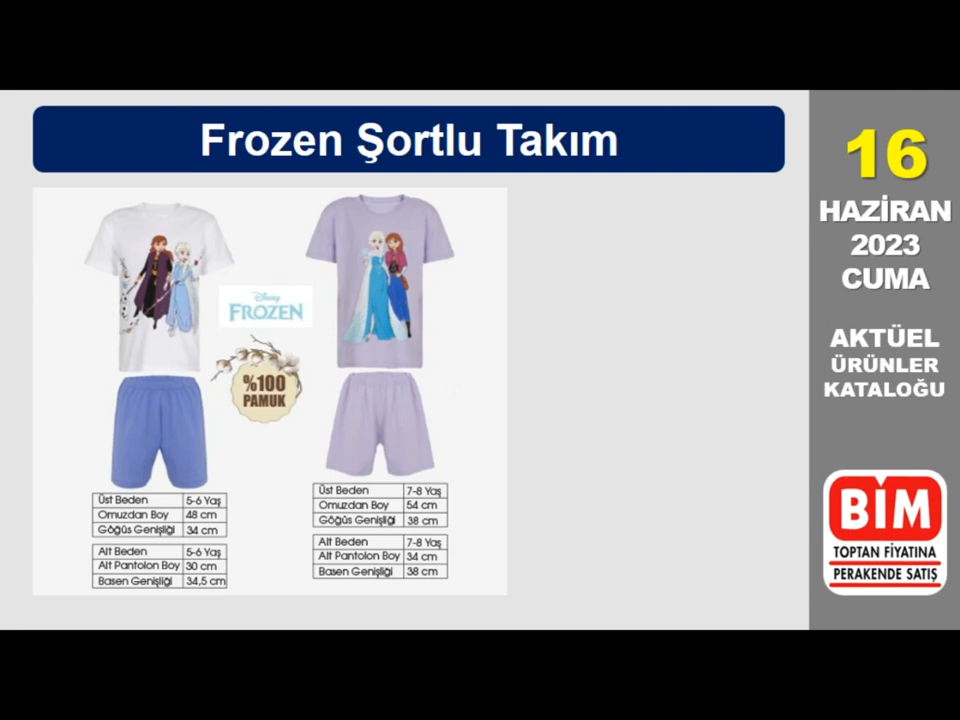 Frozen Şortlu Takım
Disney
FROZEN
%100
PAMUK
Üst Beden 5-6 Yaş
Omuzdan Boy 48 cm
Göğüs Genişliği 34 cm
Alt Beden 5-6 Yaş
Alt Pantolon Boy 30 cm
Basen Genişliği 34,5 cm
Üst Beden 7-8 Yaş
Omuzdan Boy 54 cm
Göğüs Genişliği 38 cm
Alt Beden 7-8 Yaş
Alt Pantolon Boy 34 cm
Basen Genişliği 38 cm
16
HAZİRAN
2023
CUMA
AKTÜEL
ÜRÜNLER
KATALOĞU
BİM
TOPTAN FİYATINA
PERAKENDE SATIŞ